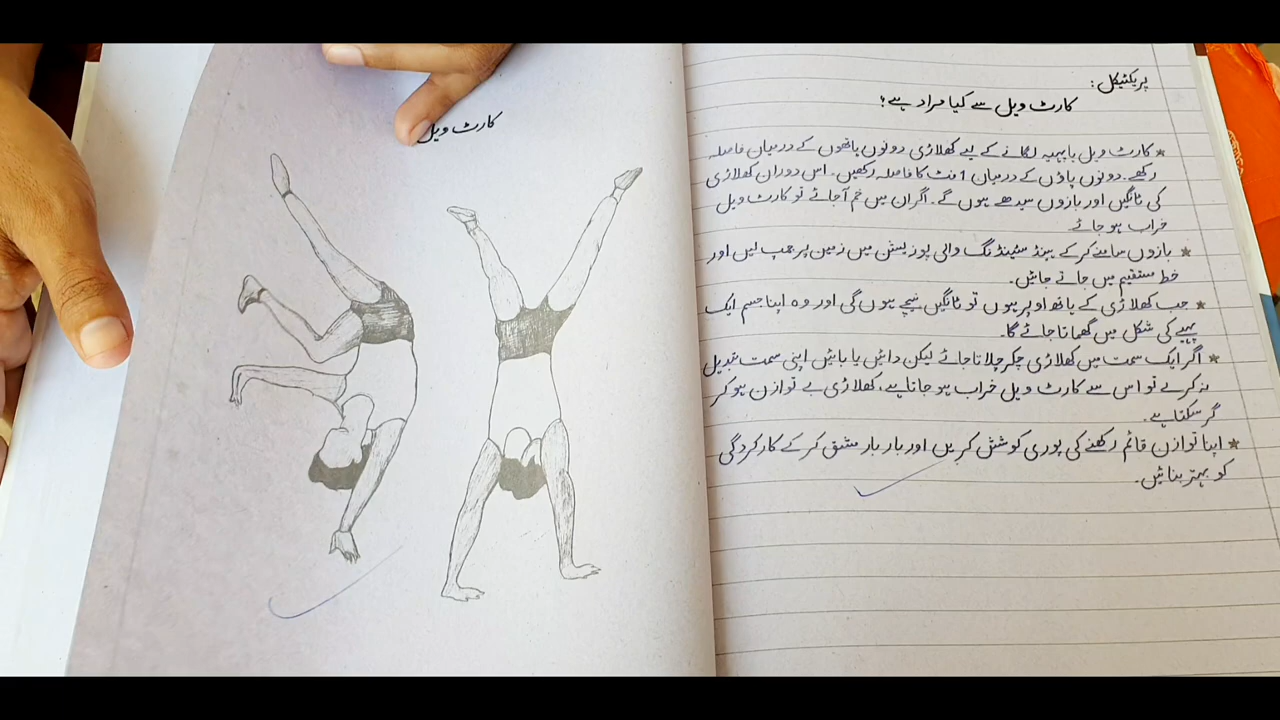 کارٹ ویل
پریکٹیکل:
کارٹ ویل سے کیا مراد ہے؟
* کارٹ ویل یا پہیہ لگانے کے لیے کھلاڑی دونوں ہاتھوں کے درمیان فاصلہ
رکھے۔ دونوں پاؤں کے درمیان 1 فٹ کا فاصلہ رکھیں۔ اس دوران کھلاڑی
کی ٹانگیں اور بازوں سیدھے ہوں گے۔ اگر ان میں خم آجائے تو کارٹ ویل
خراب ہو جائے
* بازوں سامنے کر کے ہینڈ سٹینڈنگ والی پوزیشن میں زمین پر جمپ لیں اور
خط مستقیم میں جاتے جائیں۔
* جب کھلاڑی کے ہاتھ اوپر ہوں تو ٹانگیں نیچے ہوں گی اور وہ اپنا جسم ایک
پہیے کی شکل میں گھماتا جائے گا۔
* اگر ایک سمت میں کھلاڑی چکر چلاتا جائے لیکن دائیں یا بائیں اپنی سمت تبدیل
نہ کرے تو اس سے کارٹ ویل خراب ہو جاتا ہے، کھلاڑی بے توازن ہو کر
گر سکتا ہے۔
* اپنا توازن قائم رکھنے کی پوری کوشش کریں اور بار بار مشق کر کے کارکردگی
کو بہتر بنائیں۔